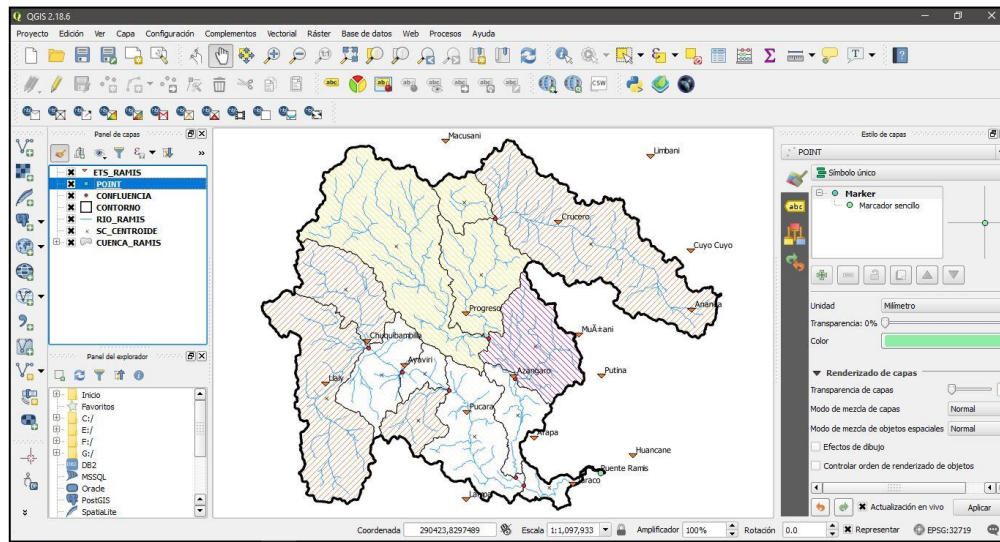 QGIS 2.18.6
Proyecto Edición Ver Capa Configuración Complementos Vectorial Ráster Base de datos Web Procesos Ayuda
CSW
Panel de capas
ETS_RAMIS
POINT
CONFLUENCIA
CONTORNO
RIO_RAMIS
SC_CENTROIDE
CUENCA_RAMIS
Panel del explorador
Inicio
Favoritos
C:/
E:/
F:/
G:/
DB2
MSSQL
Oracle
PostGIS
SpatiaLite
Macusani
Limbani
Crucero
Cuyo Cuyo
Ananea
Progreso
MuÃ±ani
Chuquibambilla
Ayaviri
Azangaro
Putina
Llaly
Pucara
Arapa
Huancane
Puente Ramis
Taraco
Lampa
Estilo de capas
POINT
Símbolo único
Marker
Marcador sencillo
Unidad Milímetro
Transparencia: 0%
Color
Renderizado de capas
Transparencia de capas
Modo de mezcla de capas Normal
Modo de mezcla de objetos espaciales Normal
Efectos de dibujo
Controlar orden de renderizado de objetos
Actualización en vivo Aplicar
Coordenada 290423,8297489 Escala 1:1,097,933 Amplificador 100% Rotación 0.0 Representar EPSG:32719